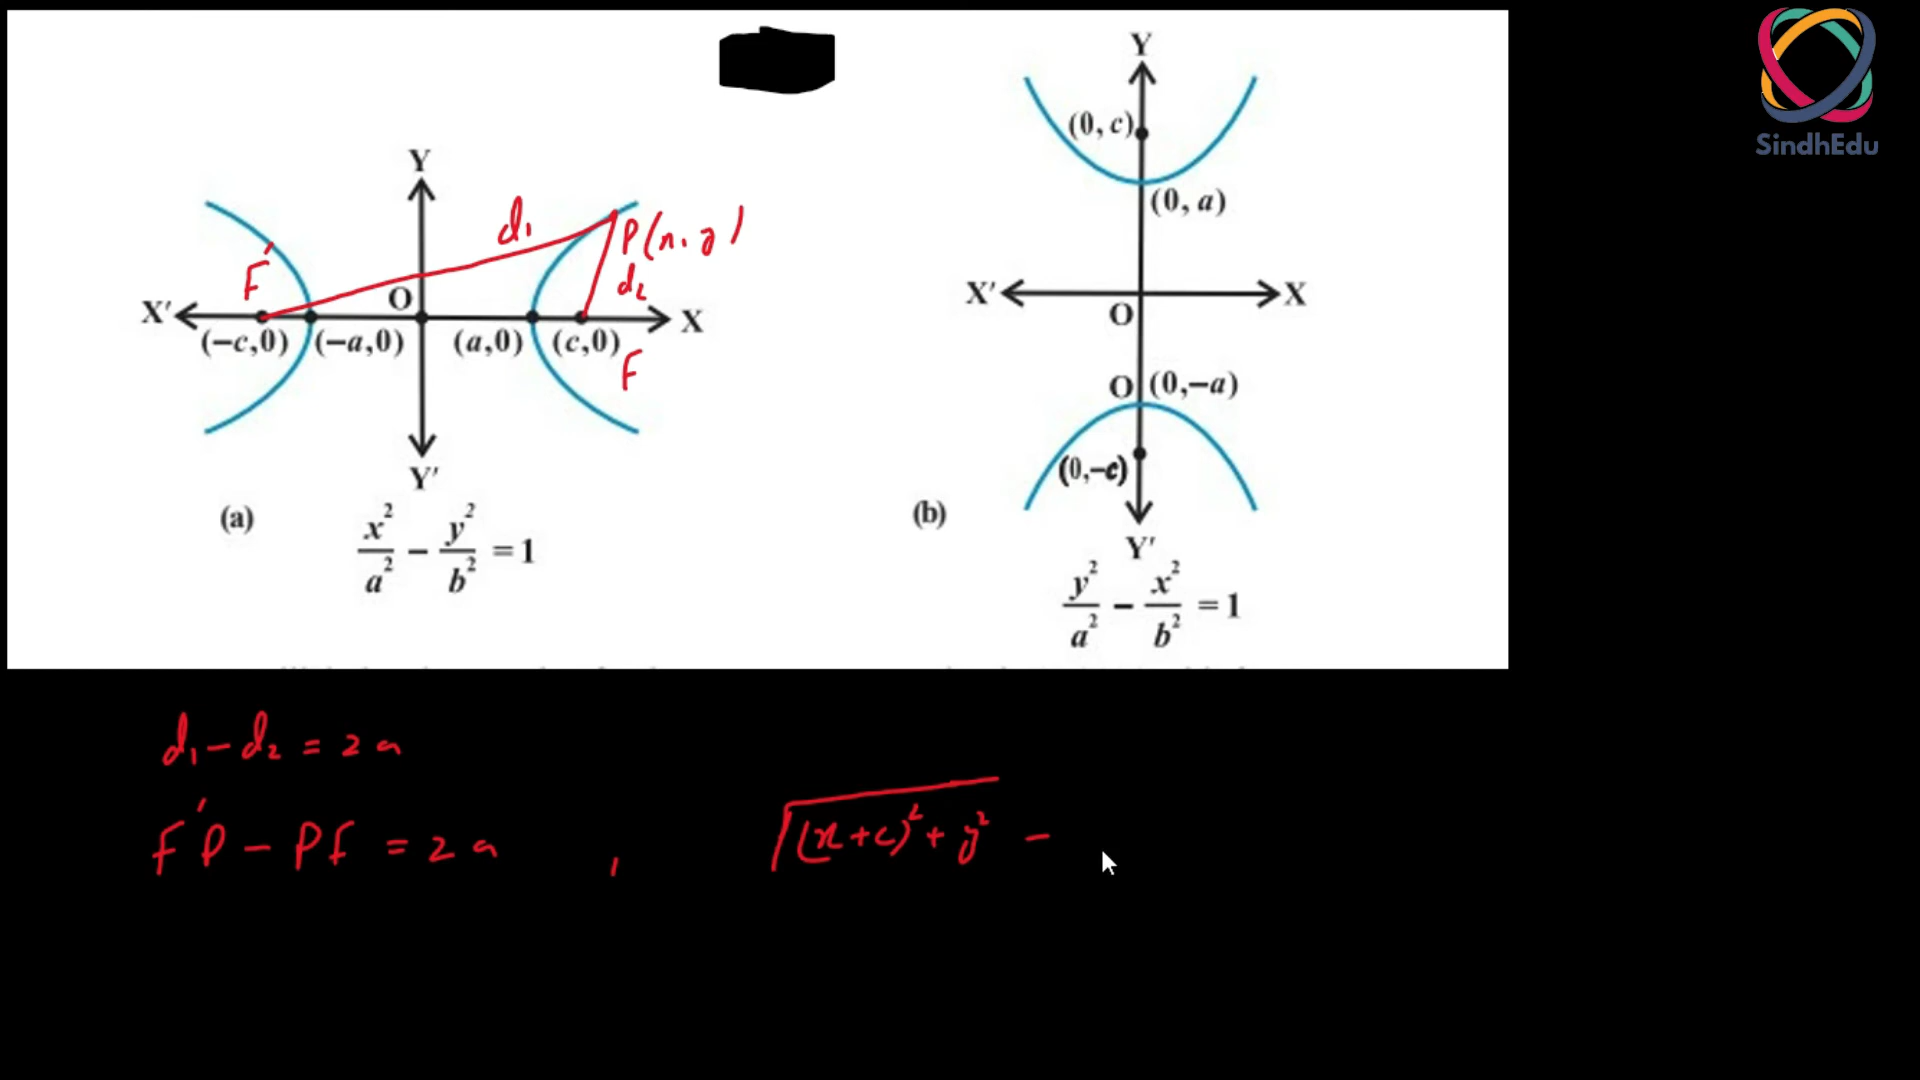 SindhEdu
Y
d₁
P(x, y)
d₂
F'
O
X'
X
(−c,0) (−a,0) (a,0) (c,0)
F
Y'
(a)
x²/a² − y²/b² = 1
Y
(0, c)
(0, a)
X'
X
O
O (0,−a)
(0,−c)
(b)
Y'
y²/a² − x²/b² = 1
d₁ − d₂ = 2a
F'P − PF = 2a , √(x+c)² + y² −